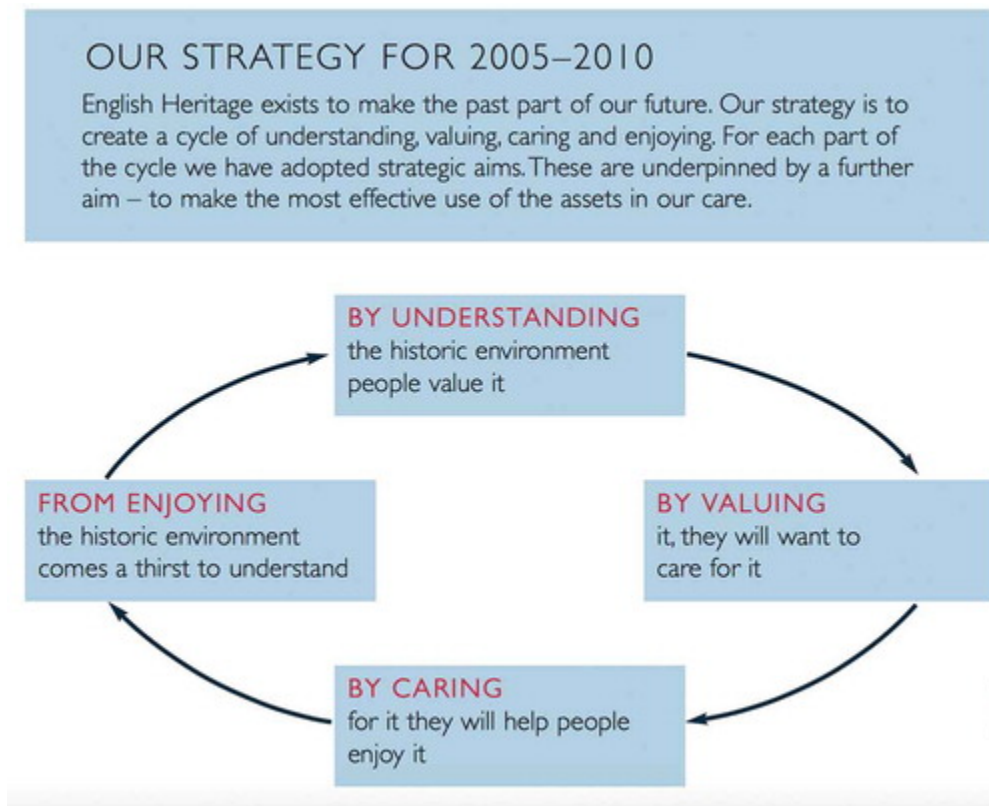 OUR STRATEGY FOR 2005–2010
English Heritage exists to make the past part of our future. Our strategy is to
create a cycle of understanding, valuing, caring and enjoying. For each part of
the cycle we have adopted strategic aims. These are underpinned by a further
aim – to make the most effective use of the assets in our care.
BY UNDERSTANDING
the historic environment
people value it
BY VALUING
it, they will want to
care for it
BY CARING
for it they will help people
enjoy it
FROM ENJOYING
the historic environment
comes a thirst to understand